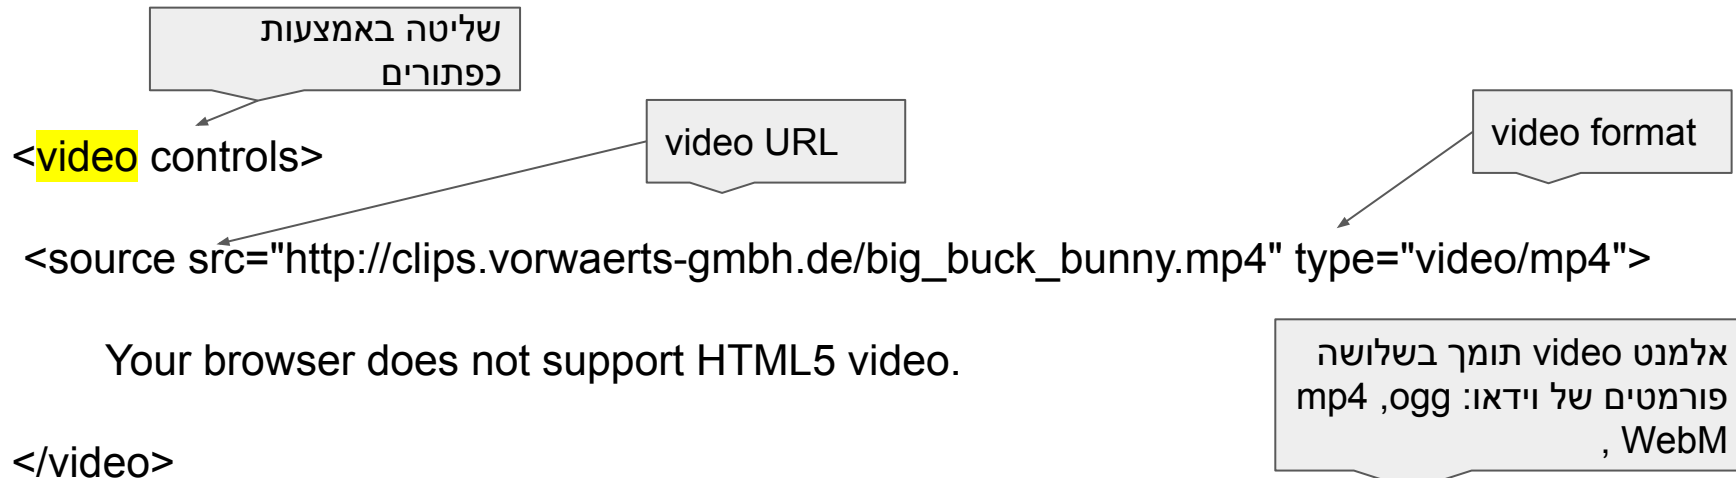 שליטה באמצעות
כפתורים
<video controls>
video URL
video format
<source src="http://clips.vorwaerts-gmbh.de/big_buck_bunny.mp4" type="video/mp4">
Your browser does not support HTML5 video.
אלמנט video תומך בשלושה
פורמטים של וידאו: mp4 ,ogg
, WebM
</video>